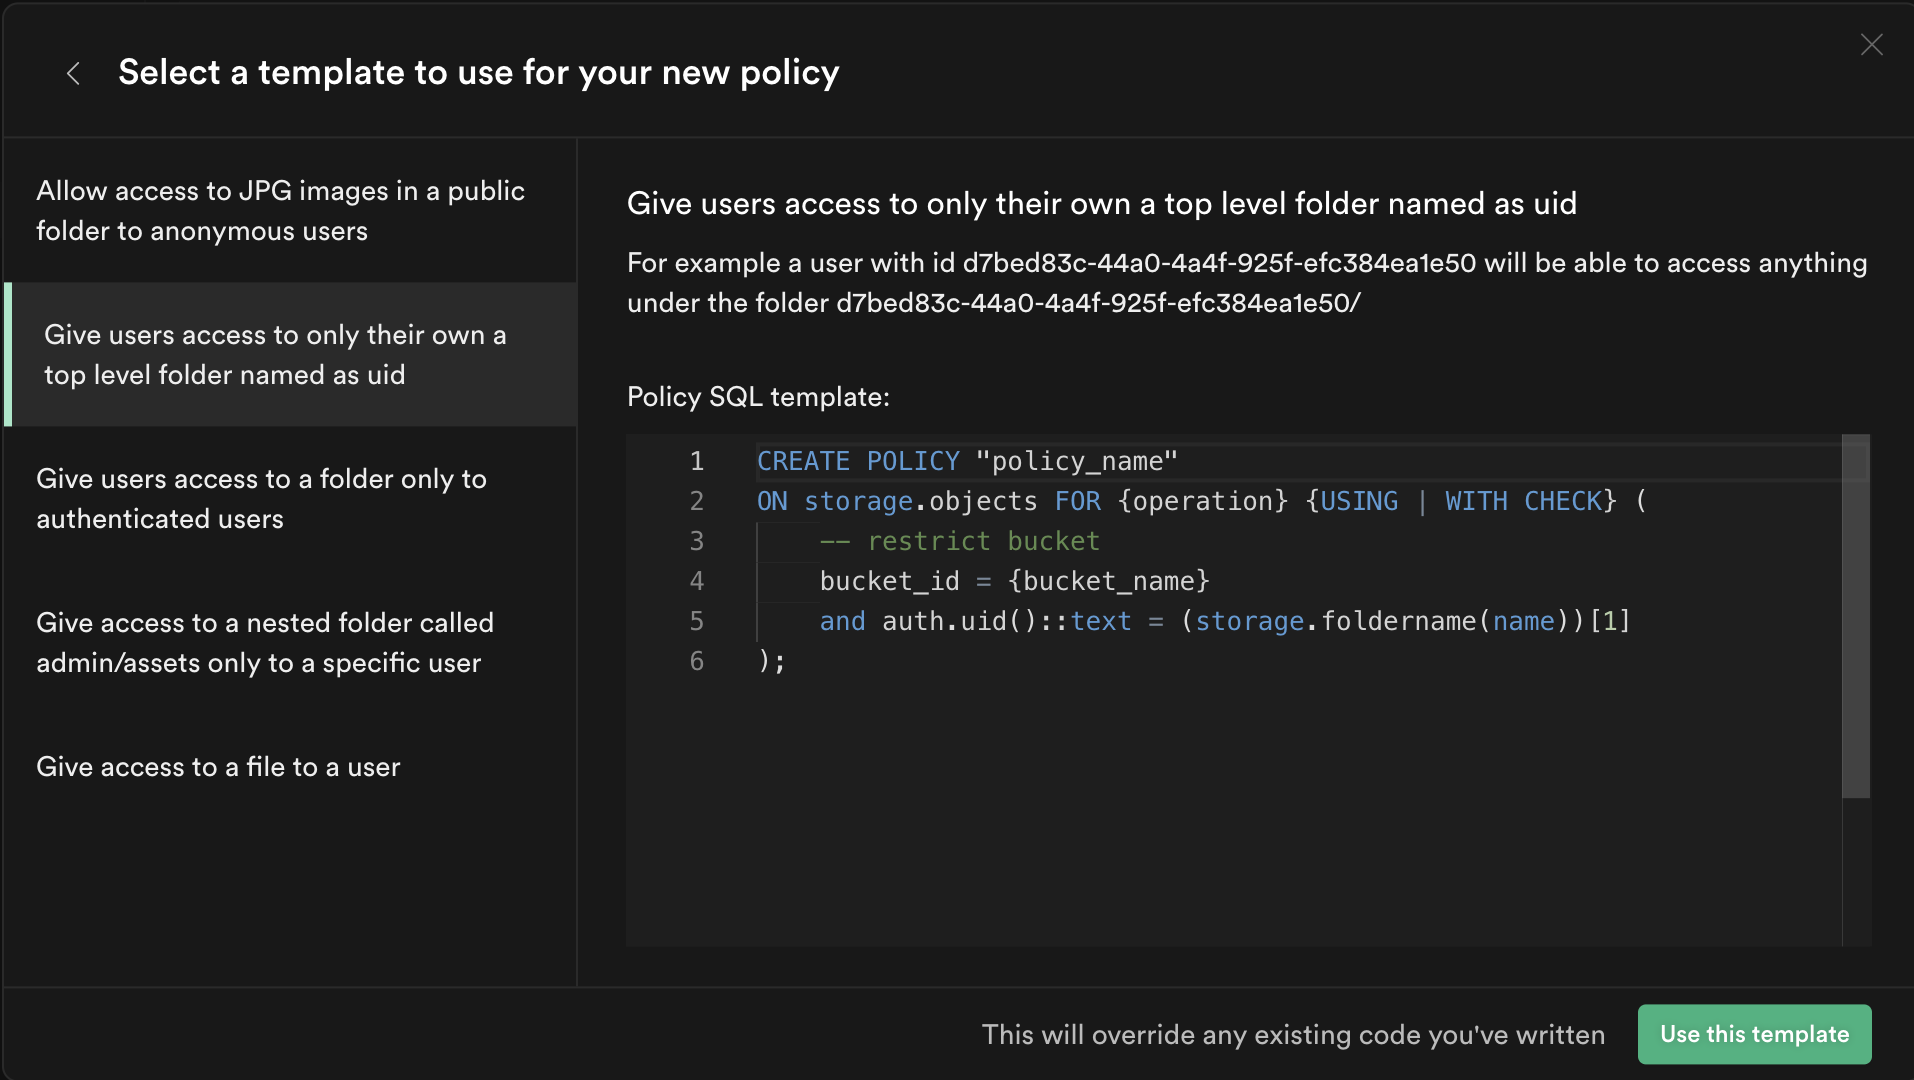 Select a template to use for your new policy
Allow access to JPG images in a public
folder to anonymous users
Give users access to only their own a
top level folder named as uid
Give users access to a folder only to
authenticated users
Give access to a nested folder called
admin/assets only to a specific user
Give access to a file to a user
Give users access to only their own a top level folder named as uid
For example a user with id d7bed83c-44a0-4a4f-925f-efc384ea1e50 will be able to access anything
under the folder d7bed83c-44a0-4a4f-925f-efc384ea1e50/
Policy SQL template:
1 CREATE POLICY "policy_name"
2 ON storage.objects FOR {operation} {USING | WITH CHECK} (
3     -- restrict bucket
4     bucket_id = {bucket_name}
5     and auth.uid()::text = (storage.foldername(name))[1]
6 );
This will override any existing code you've written
Use this template